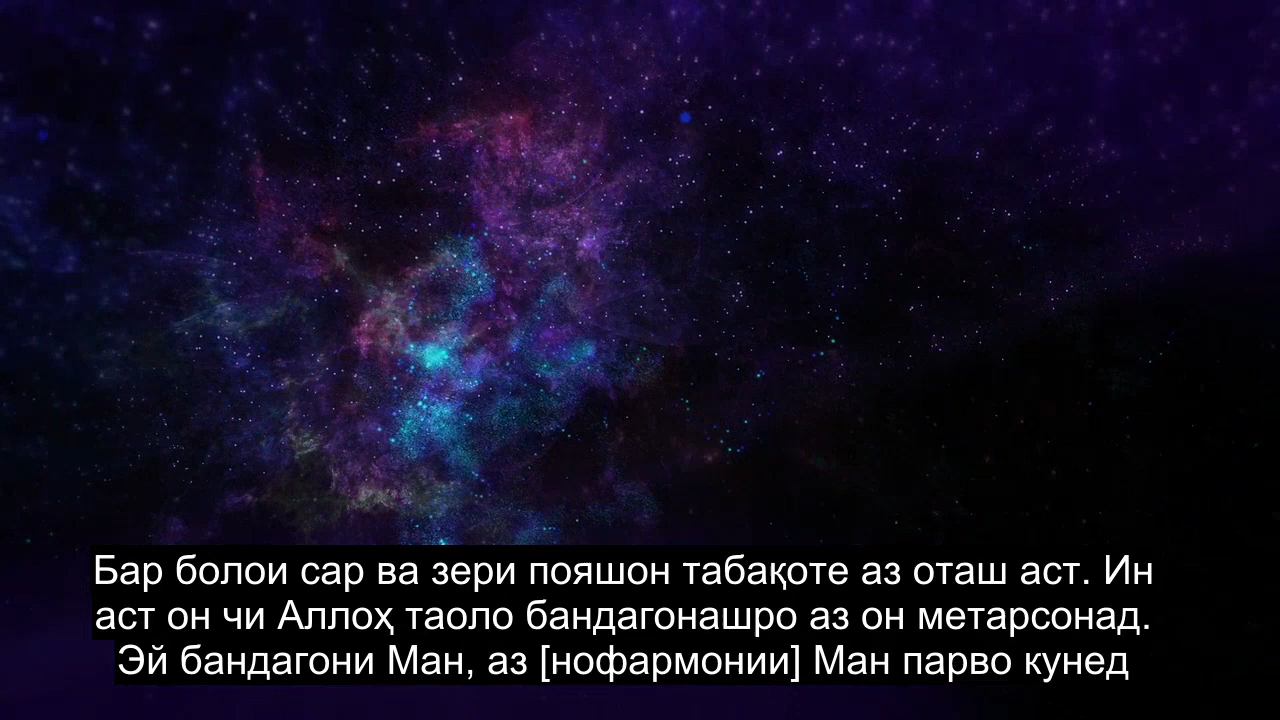 Бар болои сар ва зери пояшон табақоте аз оташ аст. Ин
аст он чи Аллоҳ таоло бандагонашро аз он метарсонад.
Эй бандагони Ман, аз [нофармонии] Ман парво кунед